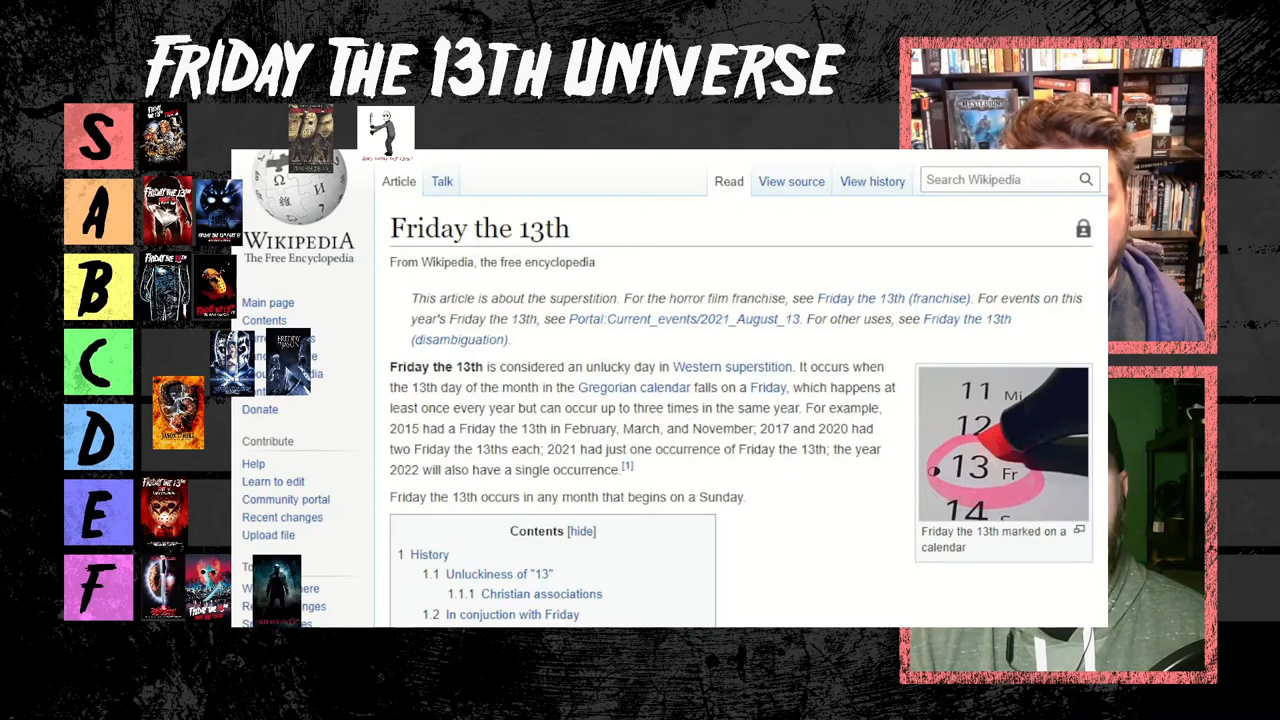 FRIDAY THE 13TH UNIVERSE
S
A
B
C
D
E
F
MYSTERIUM
WIKIPEDIA
The Free Encyclopedia
Main page
Contents
Donate
Contribute
Help
Learn to edit
Community portal
Recent changes
Upload file
Article
Talk
Read
View source
View history
Search Wikipedia
Friday the 13th
From Wikipedia, the free encyclopedia
This article is about the superstition. For the horror film franchise, see Friday the 13th (franchise). For events on
this year's Friday the 13th, see Portal:Current_events/2021_August_13. For other uses, see Friday the 13th
(disambiguation).
Friday the 13th is considered an unlucky day in Western superstition. It occurs when
the 13th day of the month in the Gregorian calendar falls on a Friday, which happens at
least once every year but can occur up to three times in the same year. For example,
2015 had a Friday the 13th in February, March, and November; 2017 and 2020 had
two Friday the 13ths each; 2021 had just one occurrence of Friday the 13th; the year
2022 will also have a single occurrence.[1]
Friday the 13th occurs in any month that begins on a Sunday.
Contents [hide]
1 History
1.1 Unluckiness of "13"
1.1.1 Christian associations
1.2 In conjuction with Friday
11 Mi
12
13 Fr
14
Friday the 13th marked on a
calendar